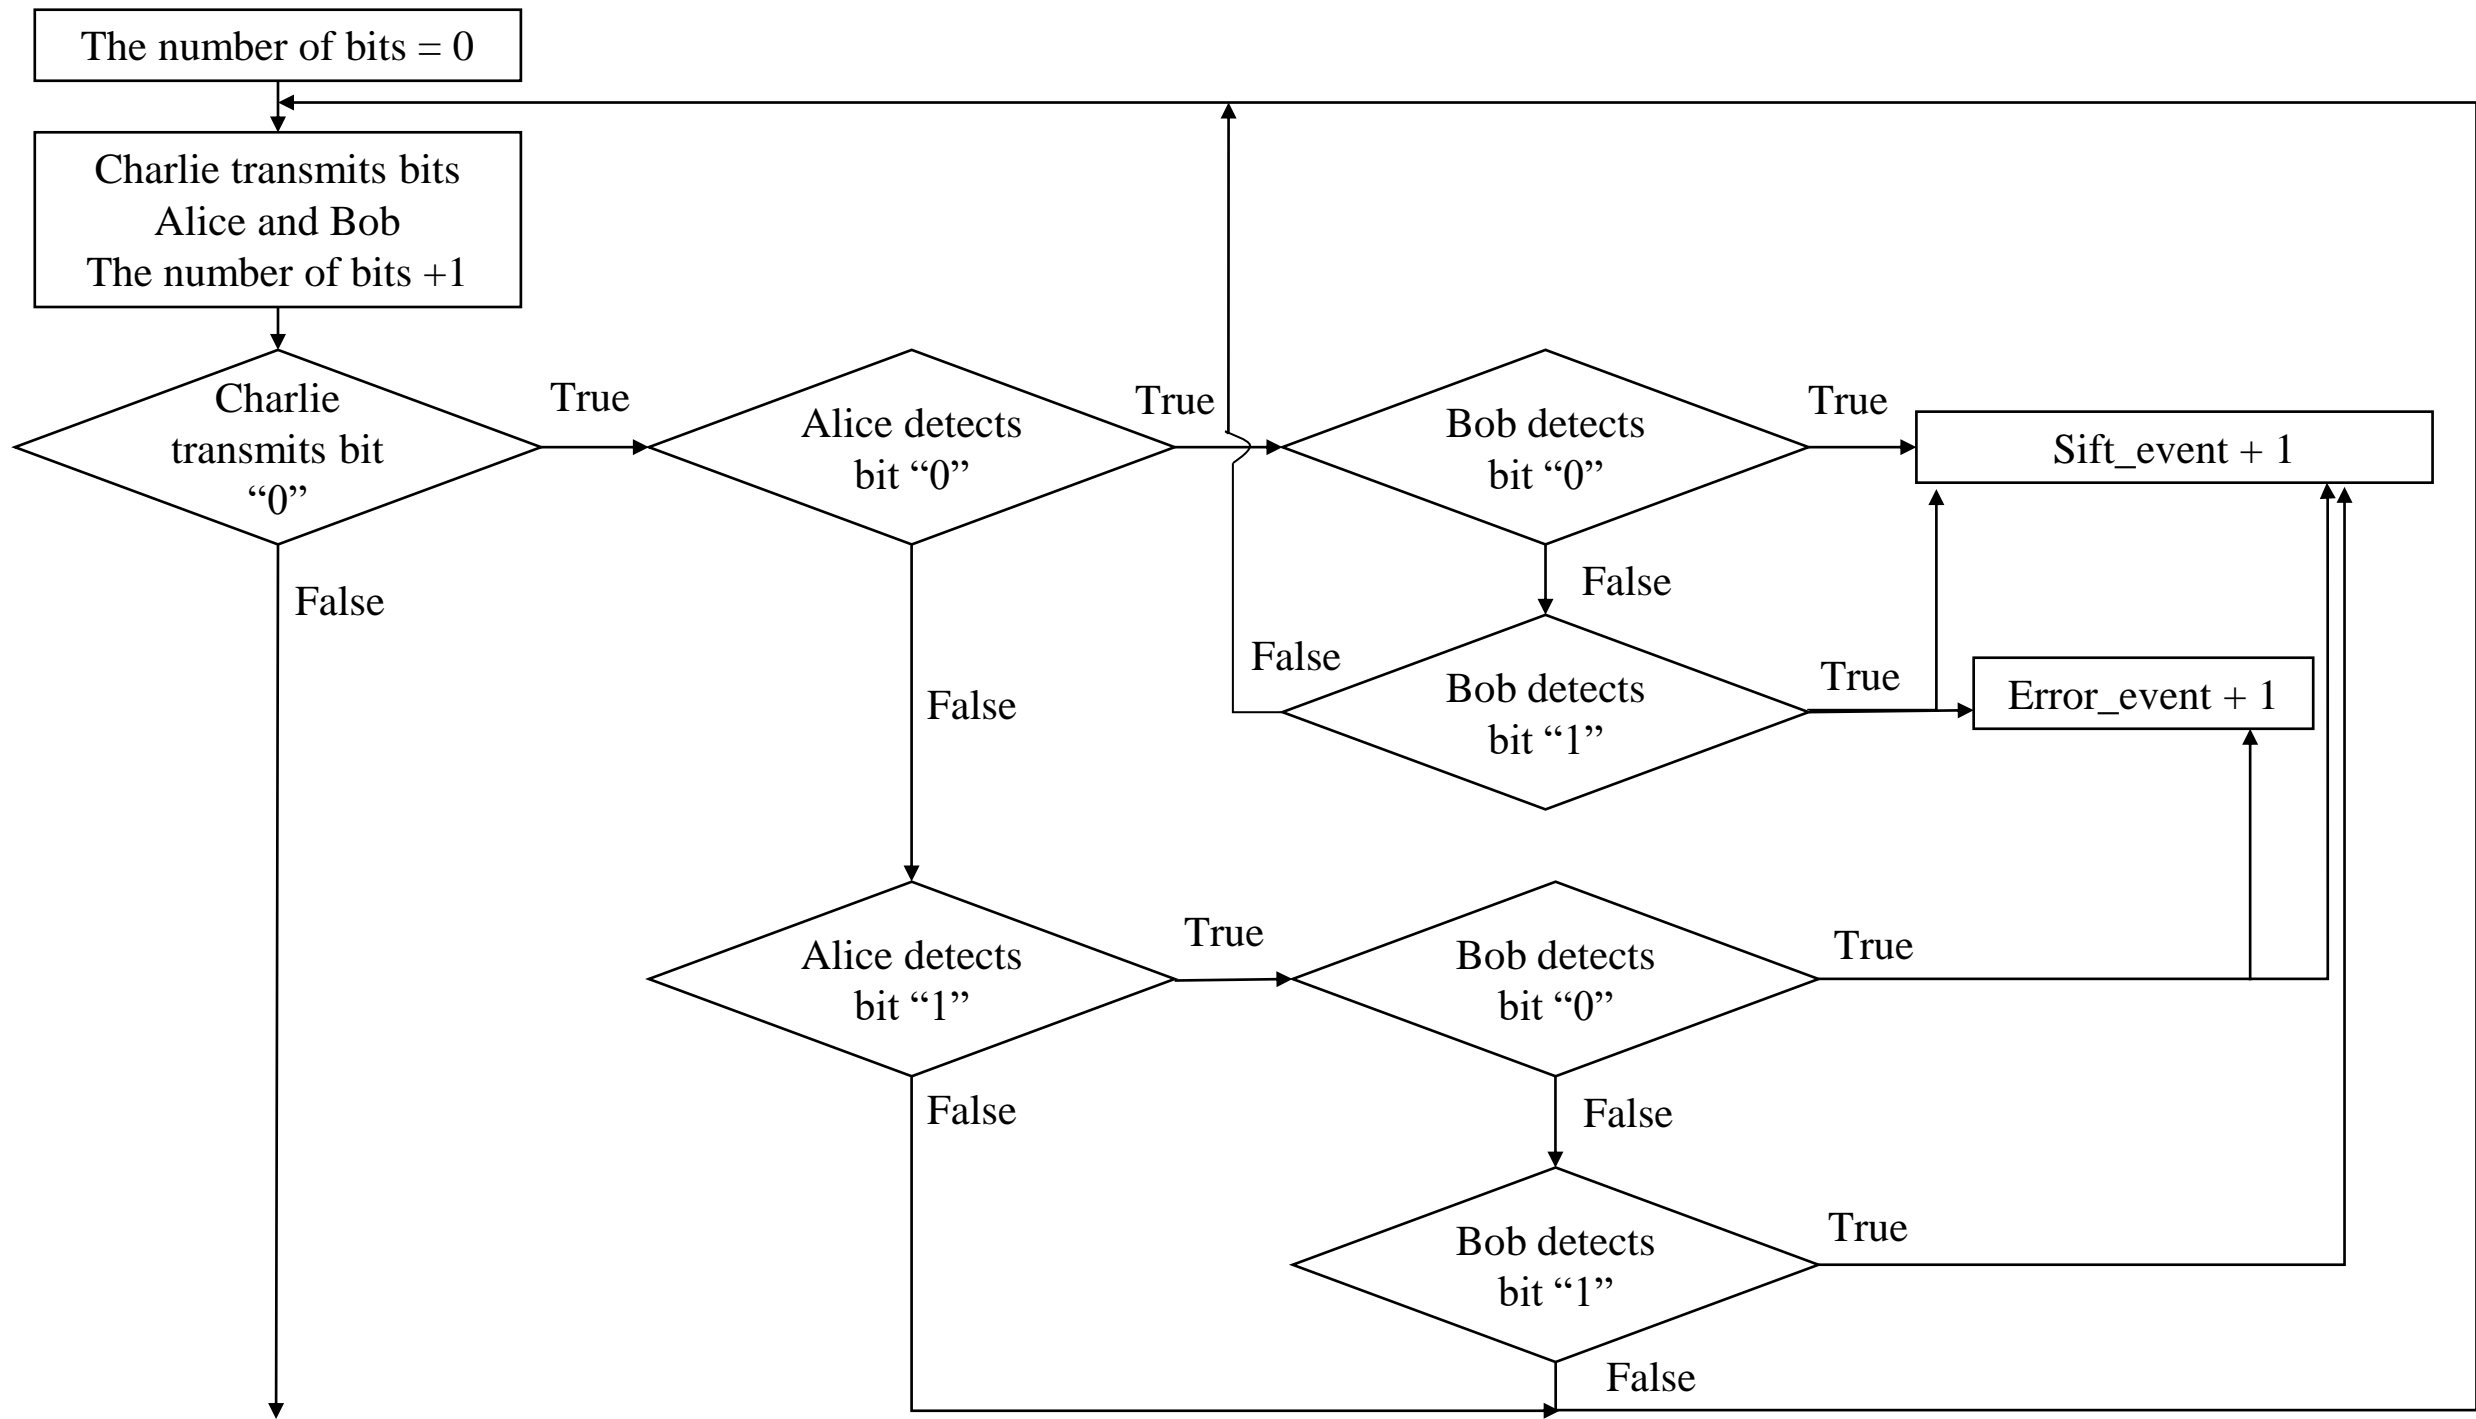 The number of bits = 0
Charlie transmits bits
Alice and Bob
The number of bits +1
Charlie
transmits bit
“0”
True
Alice detects
bit “0”
True
Bob detects
bit “0”
True
Sift_event + 1
False
False
False
Bob detects
bit “1”
True
Error_event + 1
False
Alice detects
bit “1”
True
Bob detects
bit “0”
True
False
False
Bob detects
bit “1”
True
False